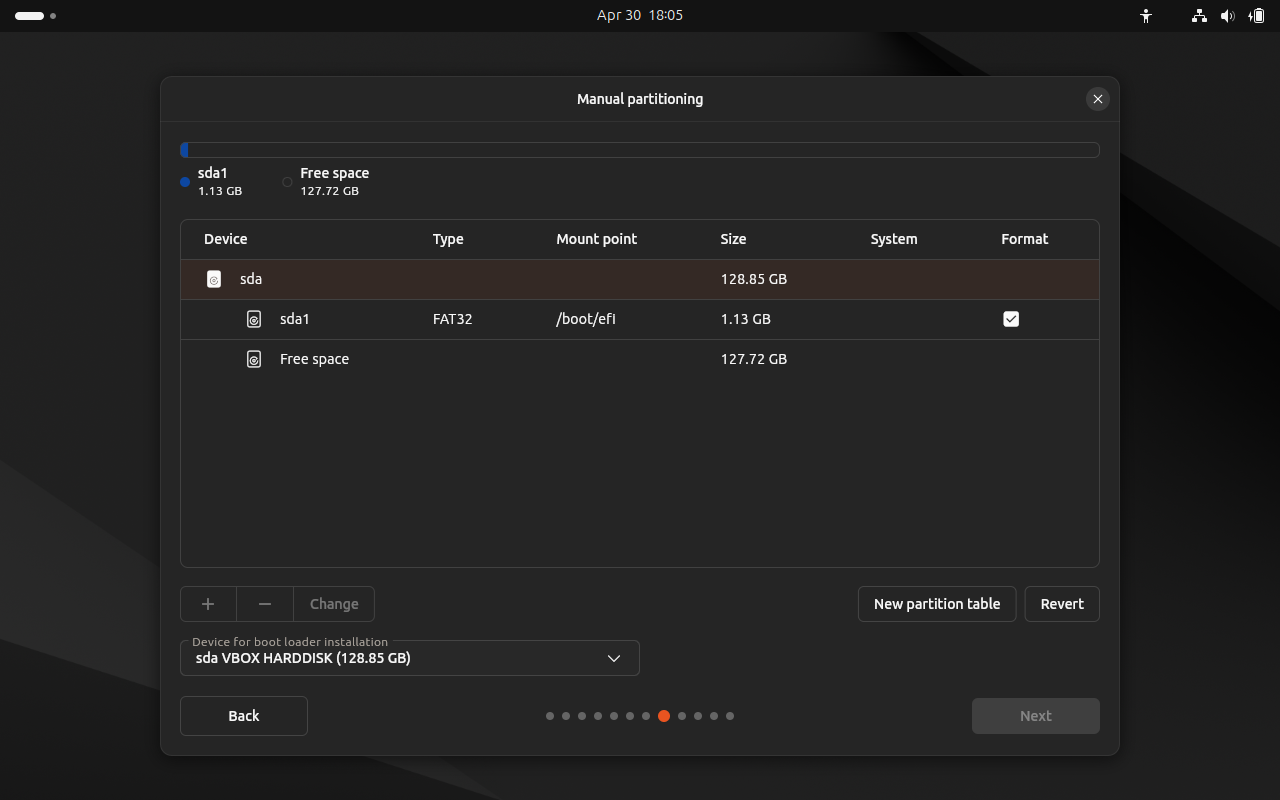 Apr 30 18:05
Manual partitioning
sda1
1.13 GB
Free space
127.72 GB
Device Type Mount point Size System Format
sda 128.85 GB
sda1 FAT32 /boot/efi 1.13 GB
Free space 127.72 GB
+ − Change
New partition table Revert
Device for boot loader installation
sda VBOX HARDDISK (128.85 GB)
Back Next